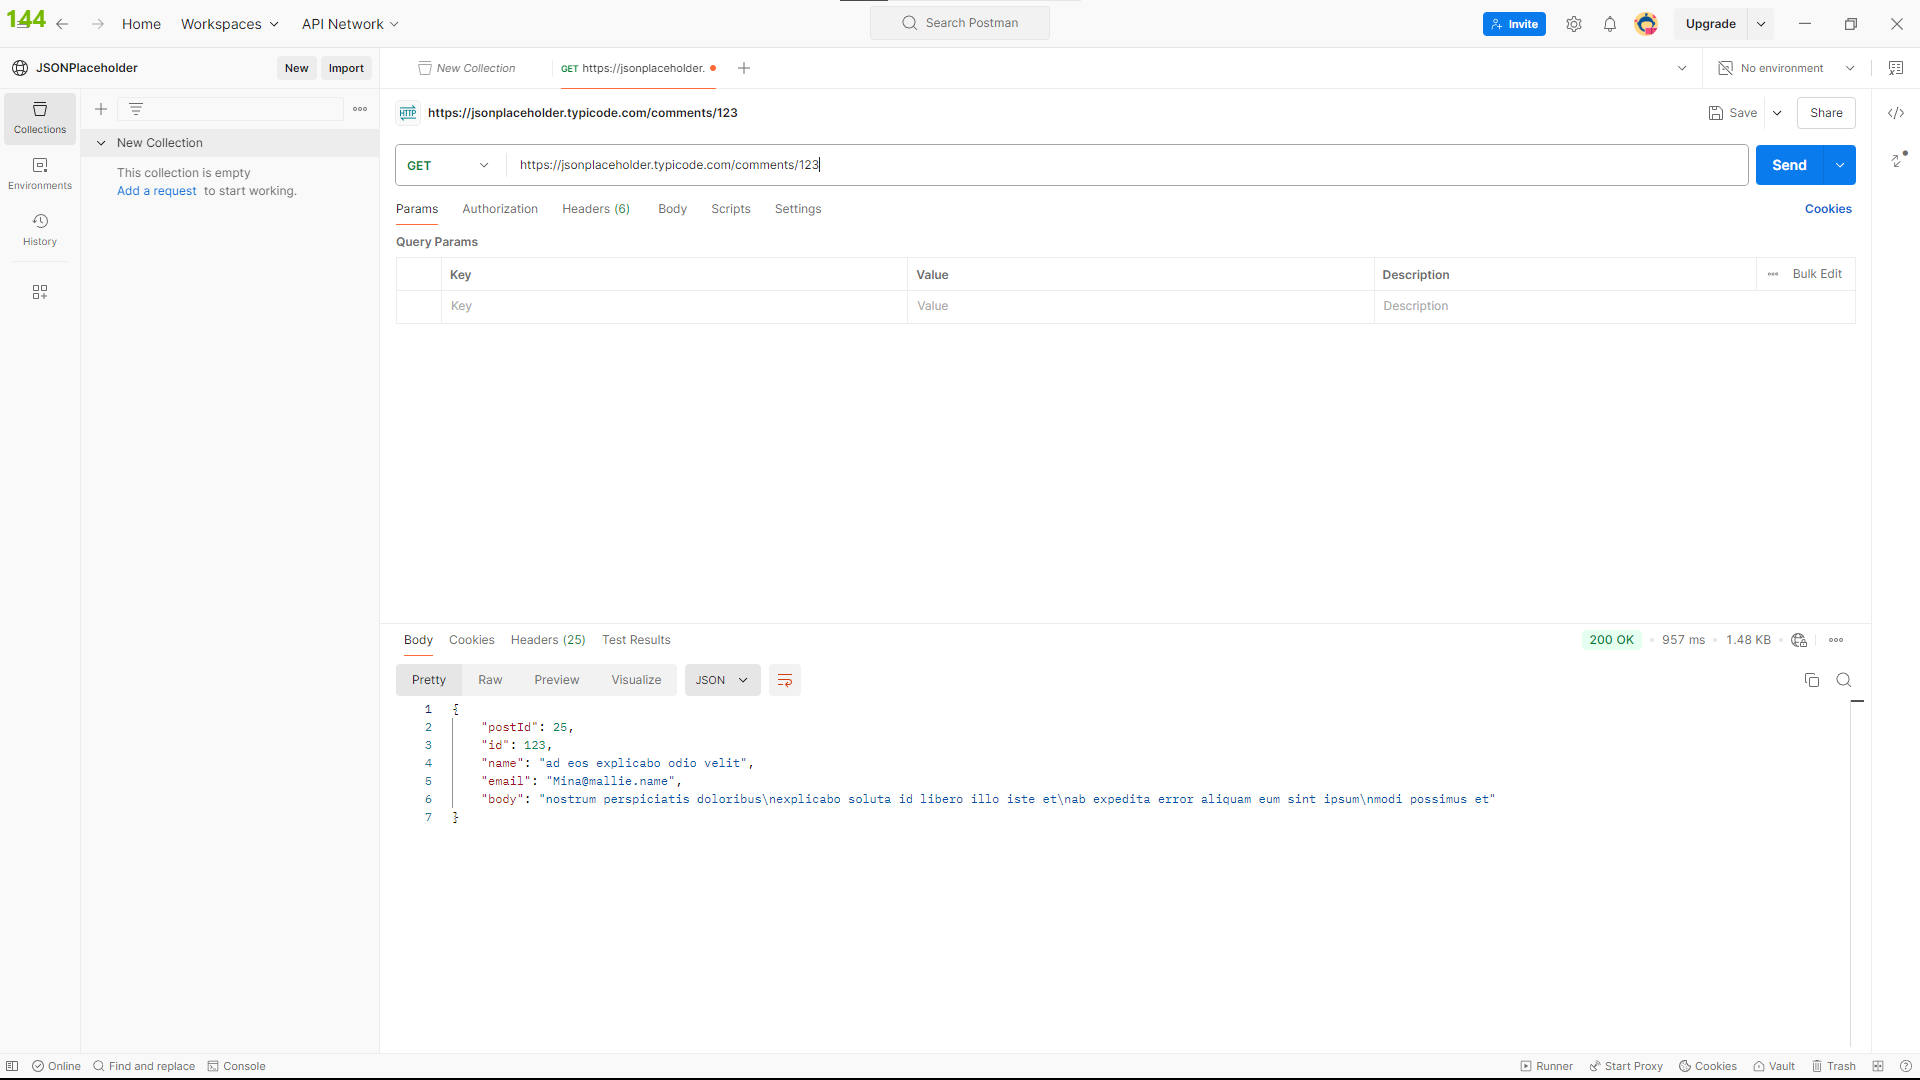 144
Home
Workspaces
API Network
Search Postman
Invite
Upgrade
JSONPlaceholder
New
Import
New Collection
GET https://jsonplaceholder.
No environment
Collections
Environments
History
New Collection
This collection is empty
Add a request to start working.
HTTP
https://jsonplaceholder.typicode.com/comments/123
Save
Share
GET
https://jsonplaceholder.typicode.com/comments/123
Send
Params
Authorization
Headers (6)
Body
Scripts
Settings
Cookies
Query Params
Key
Value
Description
Bulk Edit
Key
Value
Description
Body
Cookies
Headers (25)
Test Results
200 OK
957 ms
1.48 KB
Pretty
Raw
Preview
Visualize
JSON
1 {
2 "postId": 25,
3 "id": 123,
4 "name": "ad eos explicabo odio velit",
5 "email": "Mina@mallie.name",
6 "body": "nostrum perspiciatis doloribus\nexplicabo soluta id libero illo iste et\nab expedita error aliquam eum sint ipsum\nmodi possimus et"
7 }
Online
Find and replace
Console
Runner
Start Proxy
Cookies
Vault
Trash